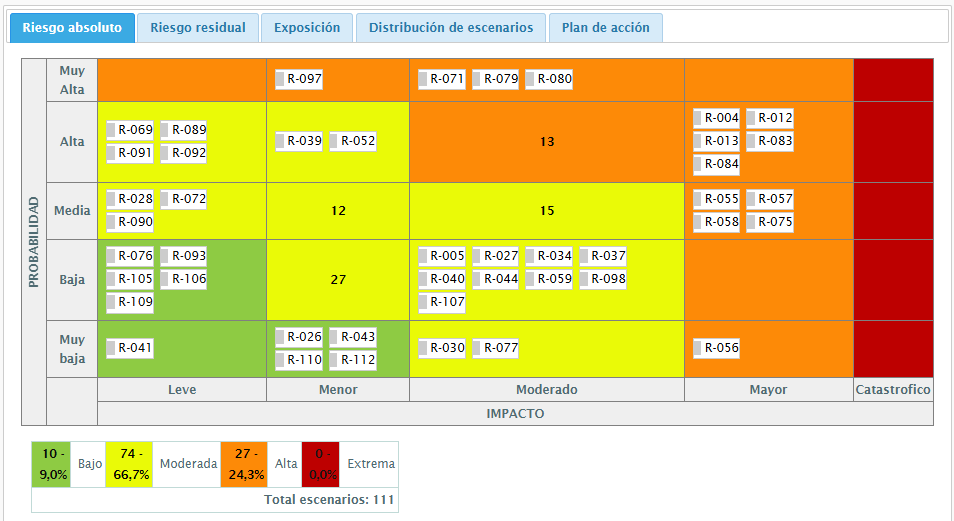 Riesgo absoluto Riesgo residual Exposición Distribución de escenarios Plan de acción
PROBABILIDAD
Muy Alta
R-097
R-071 R-079 R-080
Alta
R-069 R-089
R-091 R-092
R-039 R-052
13
R-004 R-012
R-013 R-083
R-084
Media
R-028 R-072
R-090
12
15
R-055 R-057
R-058 R-075
Baja
R-076 R-093
R-105 R-106
R-109
27
R-005 R-027 R-034 R-037
R-040 R-044 R-059 R-098
R-107
Muy baja
R-041
R-026 R-043
R-110 R-112
R-030 R-077
R-056
Leve Menor Moderado Mayor Catastrofico
IMPACTO
10 - 9,0% Bajo 74 - 66,7% Moderada 27 - 24,3% Alta 0 - 0,0% Extrema
Total escenarios: 111